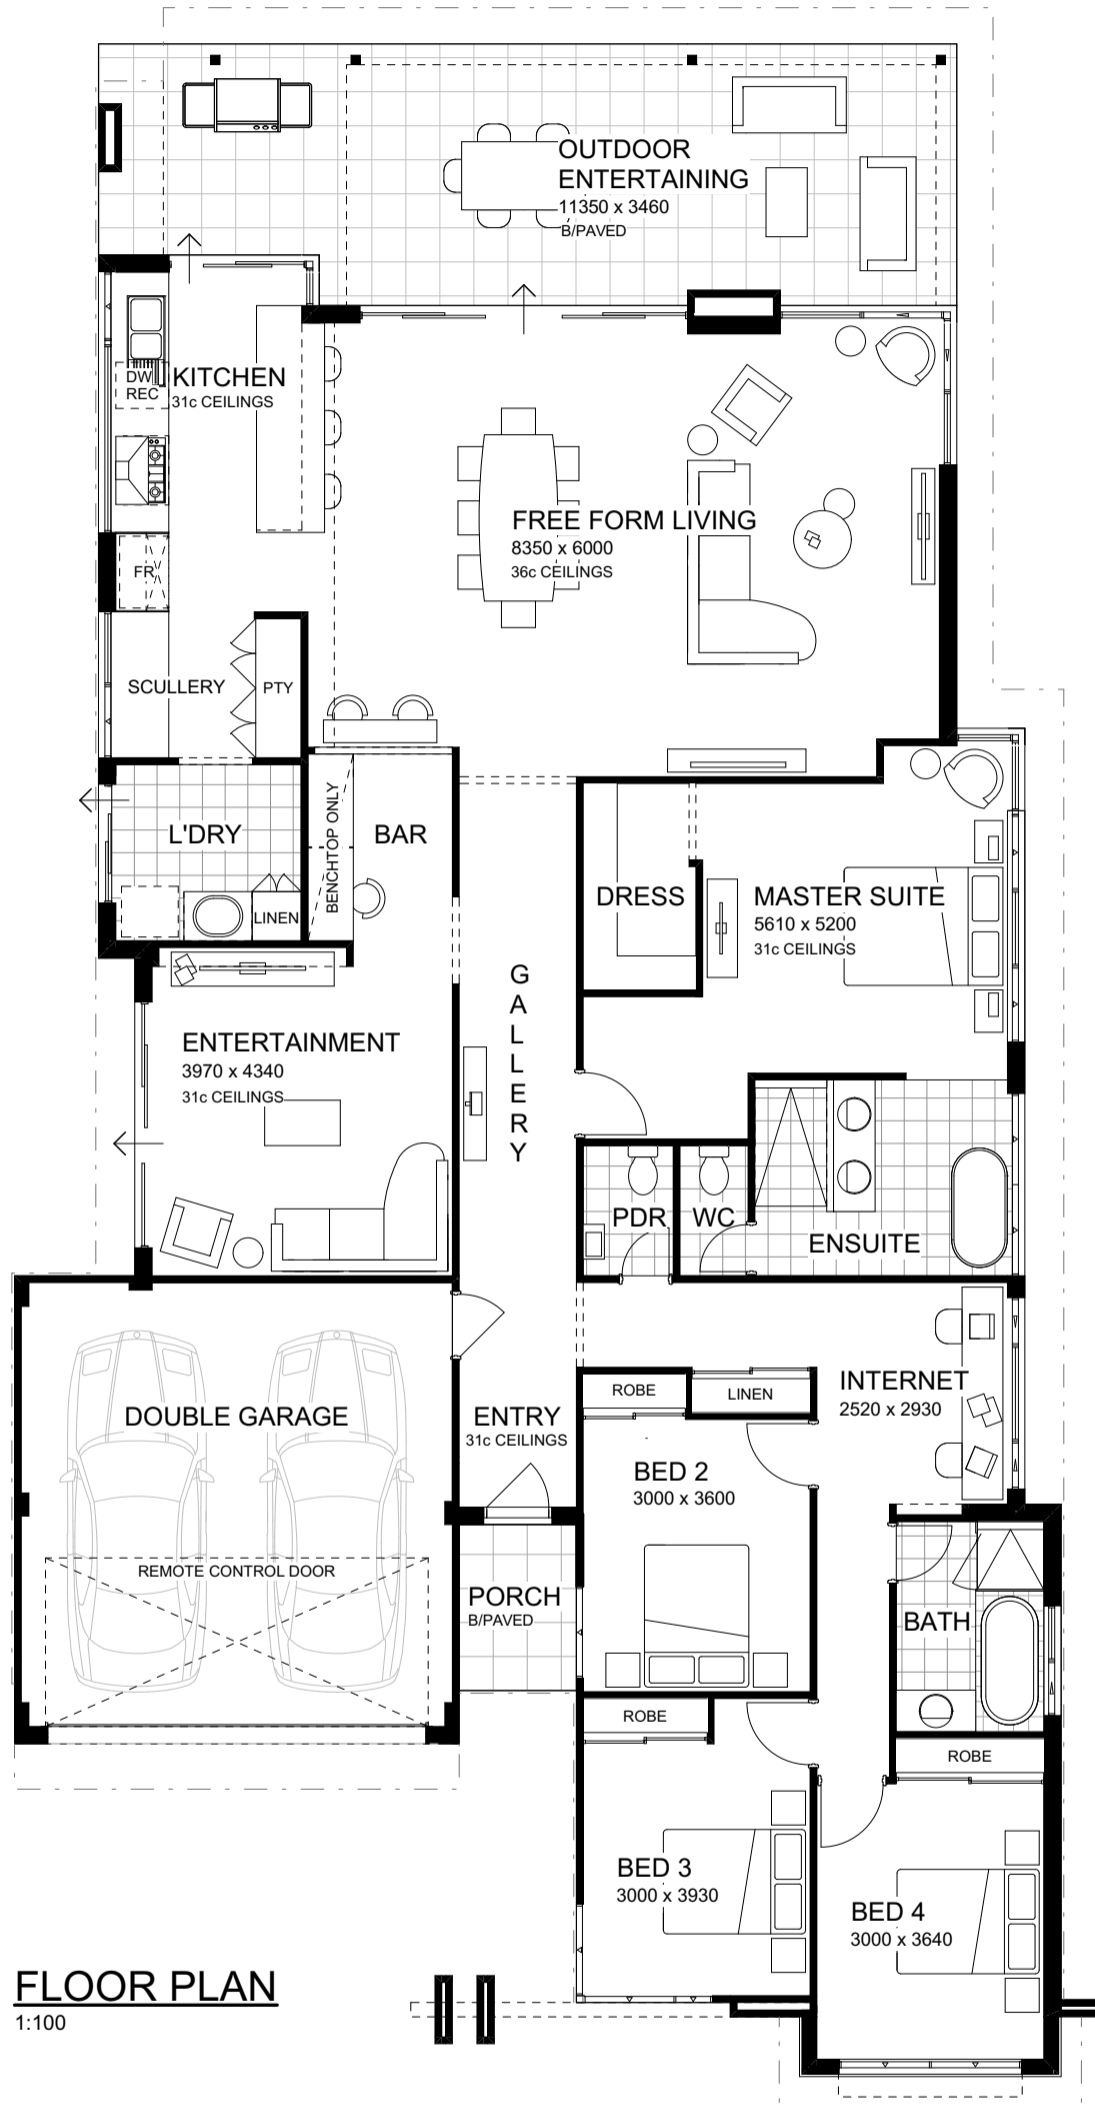 OUTDOOR
ENTERTAINING
11350 x 3460
B/PAVED
DW
REC
KITCHEN
31c CEILINGS
FREE FORM LIVING
8350 x 6000
36c CEILINGS
FR
SCULLERY
PTY
L'DRY
LINEN
BENCHTOP ONLY
BAR
DRESS
MASTER SUITE
5610 x 5200
31c CEILINGS
GALLERY
ENTERTAINMENT
3970 x 4340
31c CEILINGS
PDR
WC
ENSUITE
DOUBLE GARAGE
REMOTE CONTROL DOOR
ENTRY
31c CEILINGS
ROBE
LINEN
INTERNET
2520 x 2930
BED 2
3000 x 3600
PORCH
B/PAVED
BATH
ROBE
ROBE
BED 3
3000 x 3930
BED 4
3000 x 3640
FLOOR PLAN
1:100